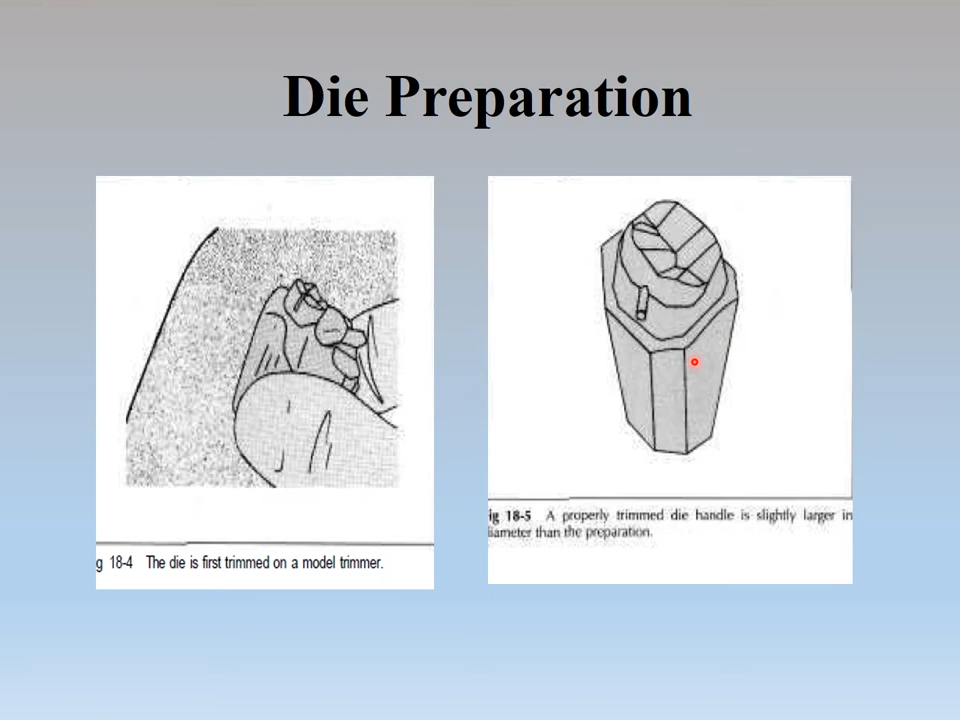 Die Preparation
g 18-4 The die is first trimmed on a model trimmer.
ig 18-5 A properly trimmed die handle is slightly larger in
iameter than the preparation.